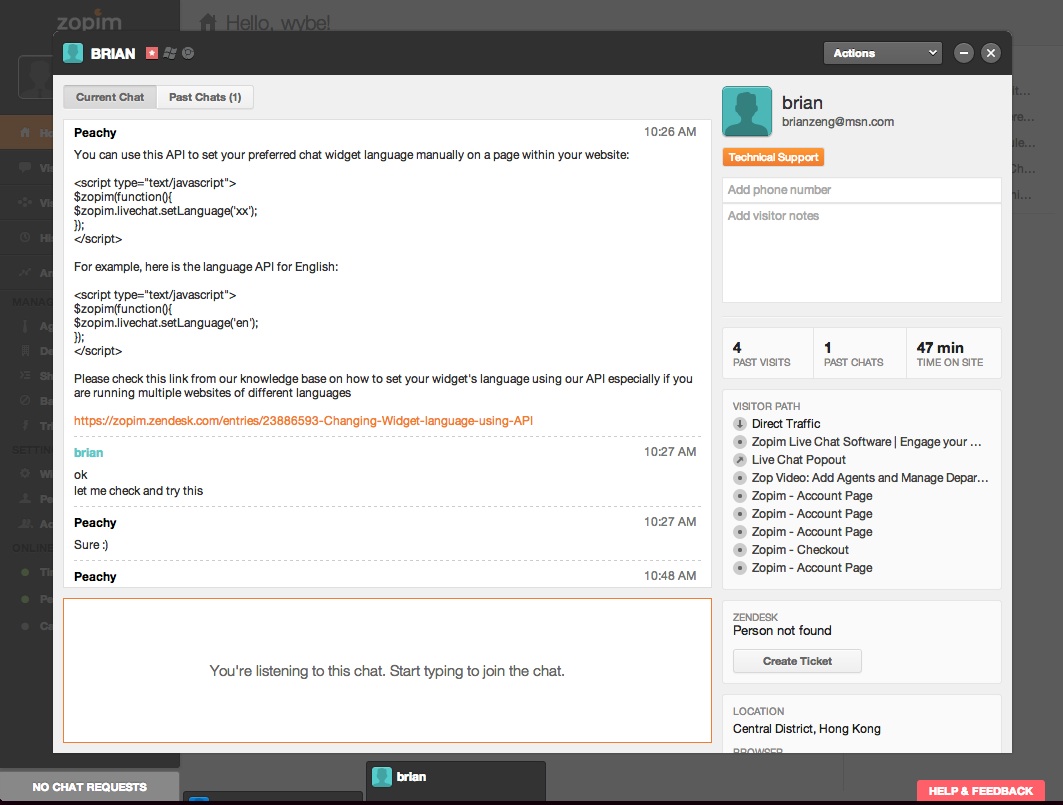 zopim
Hello, wybe!
BRIAN
Actions
Current Chat
Past Chats (1)
Peachy
10:26 AM
You can use this API to set your preferred chat widget language manually on a page within your website:
<script type="text/javascript">
$zopim(function(){
$zopim.livechat.setLanguage('xx');
});
</script>
For example, here is the language API for English:
<script type="text/javascript">
$zopim(function(){
$zopim.livechat.setLanguage('en');
});
</script>
Please check this link from our knowledge base on how to set your widget's language using our API especially if you
are running multiple websites of different languages
https://zopim.zendesk.com/entries/23886593-Changing-Widget-language-using-API
brian
10:27 AM
ok
let me check and try this
Peachy
10:27 AM
Sure :)
Peachy
10:48 AM
You're listening to this chat. Start typing to join the chat.
brian
brianzeng@msn.com
Technical Support
Add phone number
Add visitor notes
4
PAST VISITS
1
PAST CHATS
47 min
TIME ON SITE
VISITOR PATH
Direct Traffic
Zopim Live Chat Software | Engage your ...
Live Chat Popout
Zop Video: Add Agents and Manage Depar...
Zopim - Account Page
Zopim - Account Page
Zopim - Account Page
Zopim - Checkout
Zopim - Account Page
ZENDESK
Person not found
Create Ticket
LOCATION
Central District, Hong Kong
BROWSER
NO CHAT REQUESTS
brian
HELP & FEEDBACK